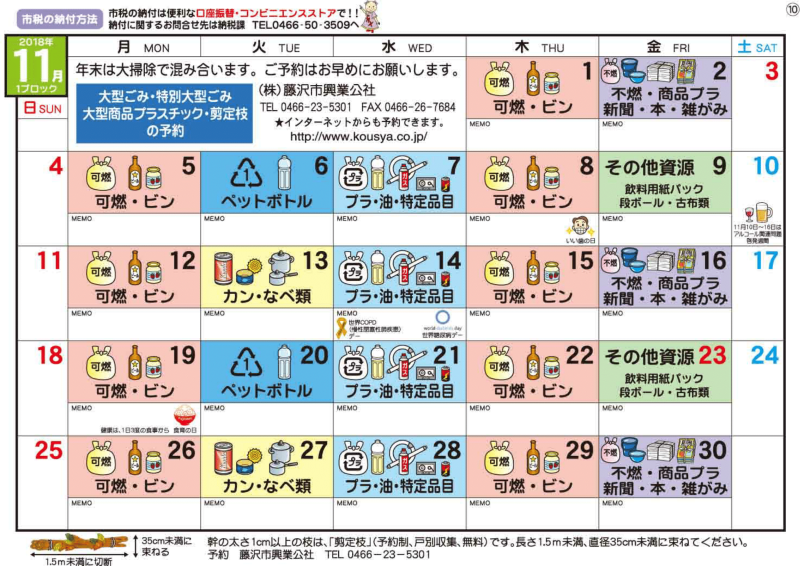 市税の納付方法
市税の納付は便利な口座振替・コンビニエンスストアで!!
納付に関するお問合せ先は納税課 TEL0466-50-3509へ
⑩
2018年
11月
1ブロック
日 SUN
月 MON
火 TUE
水 WED
木 THU
金 FRI
土 SAT
年末は大掃除で混み合います。ご予約はお早めにお願いします。
大型ごみ・特別大型ごみ
大型商品プラスチック・剪定枝
の予約
(株)藤沢市興業公社
TEL 0466-23-5301 FAX 0466-26-7684
★インターネットからも予約できます。
http://www.kousya.co.jp/
可燃 1
可燃・ビン
MEMO
不燃 2
不燃・商品プラ
新聞・本・雑がみ
MEMO
3
4
可燃 5
可燃・ビン
MEMO
1 6
ペットボトル
MEMO
プラ 7
プラ・油・特定品目
MEMO
可燃 8
可燃・ビン
MEMO
いい歯の日
その他資源 9
飲料用紙パック
段ボール・古布類
MEMO
10
11月10日~16日は
アルコール関連問題
啓発週間
11
可燃 12
可燃・ビン
MEMO
13
カン・なべ類
MEMO
プラ 14
プラ・油・特定品目
MEMO
世界COPD
(慢性閉塞性肺疾患)
デー
world diabetes day
世界糖尿病デー
可燃 15
可燃・ビン
MEMO
不燃 16
不燃・商品プラ
新聞・本・雑がみ
MEMO
17
18
可燃 19
可燃・ビン
MEMO
健康は、1日3度の食事から 食育の日
1 20
ペットボトル
MEMO
プラ 21
プラ・油・特定品目
MEMO
可燃 22
可燃・ビン
MEMO
その他資源 23
飲料用紙パック
段ボール・古布類
MEMO
24
25
可燃 26
可燃・ビン
MEMO
27
カン・なべ類
MEMO
プラ 28
プラ・油・特定品目
MEMO
可燃 29
可燃・ビン
MEMO
不燃 30
不燃・商品プラ
新聞・本・雑がみ
MEMO
35cm未満に
束ねる
1.5m未満に切断
幹の太さ1cm以上の枝は、「剪定枝」(予約制、戸別収集、無料)です。長さ1.5m未満、直径35cm未満に束ねてください。
予約 藤沢市興業公社 TEL 0466-23-5301